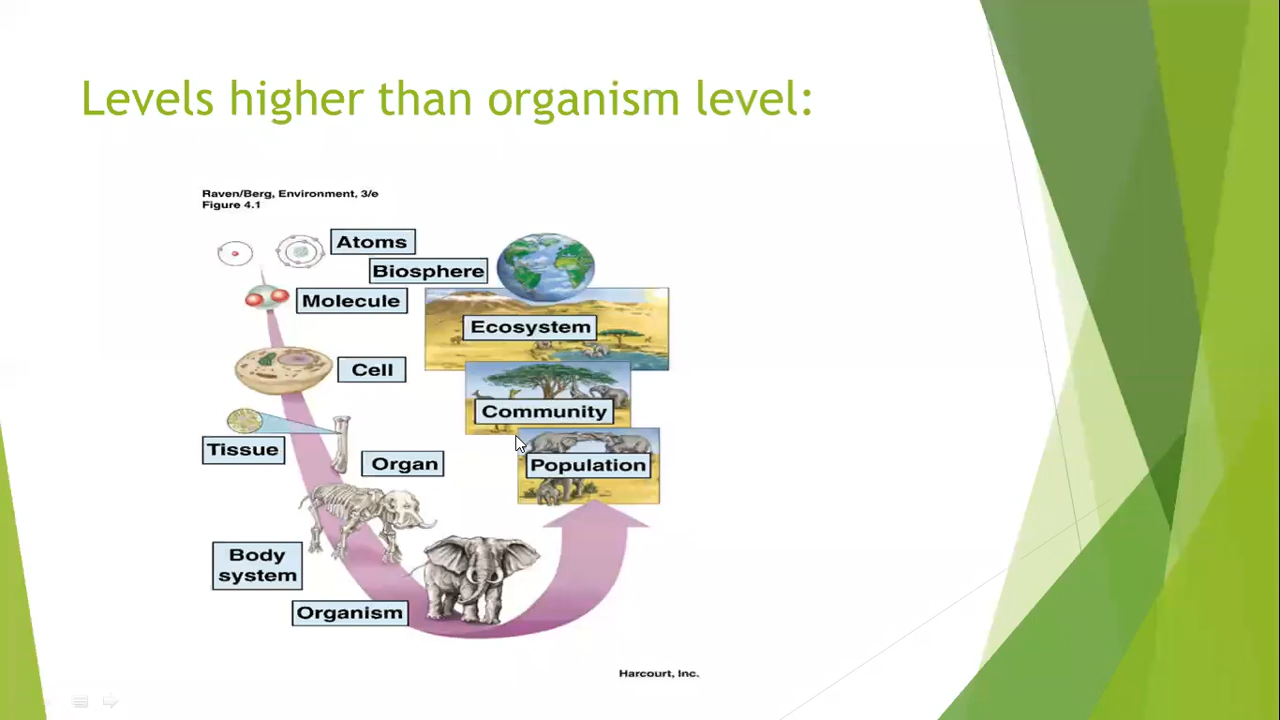 Levels higher than organism level:
Raven/Berg, Environment, 3/e
Figure 4.1
Atoms
Biosphere
Molecule
Ecosystem
Cell
Community
Tissue
Organ
Population
Body
system
Organism
Harcourt, Inc.